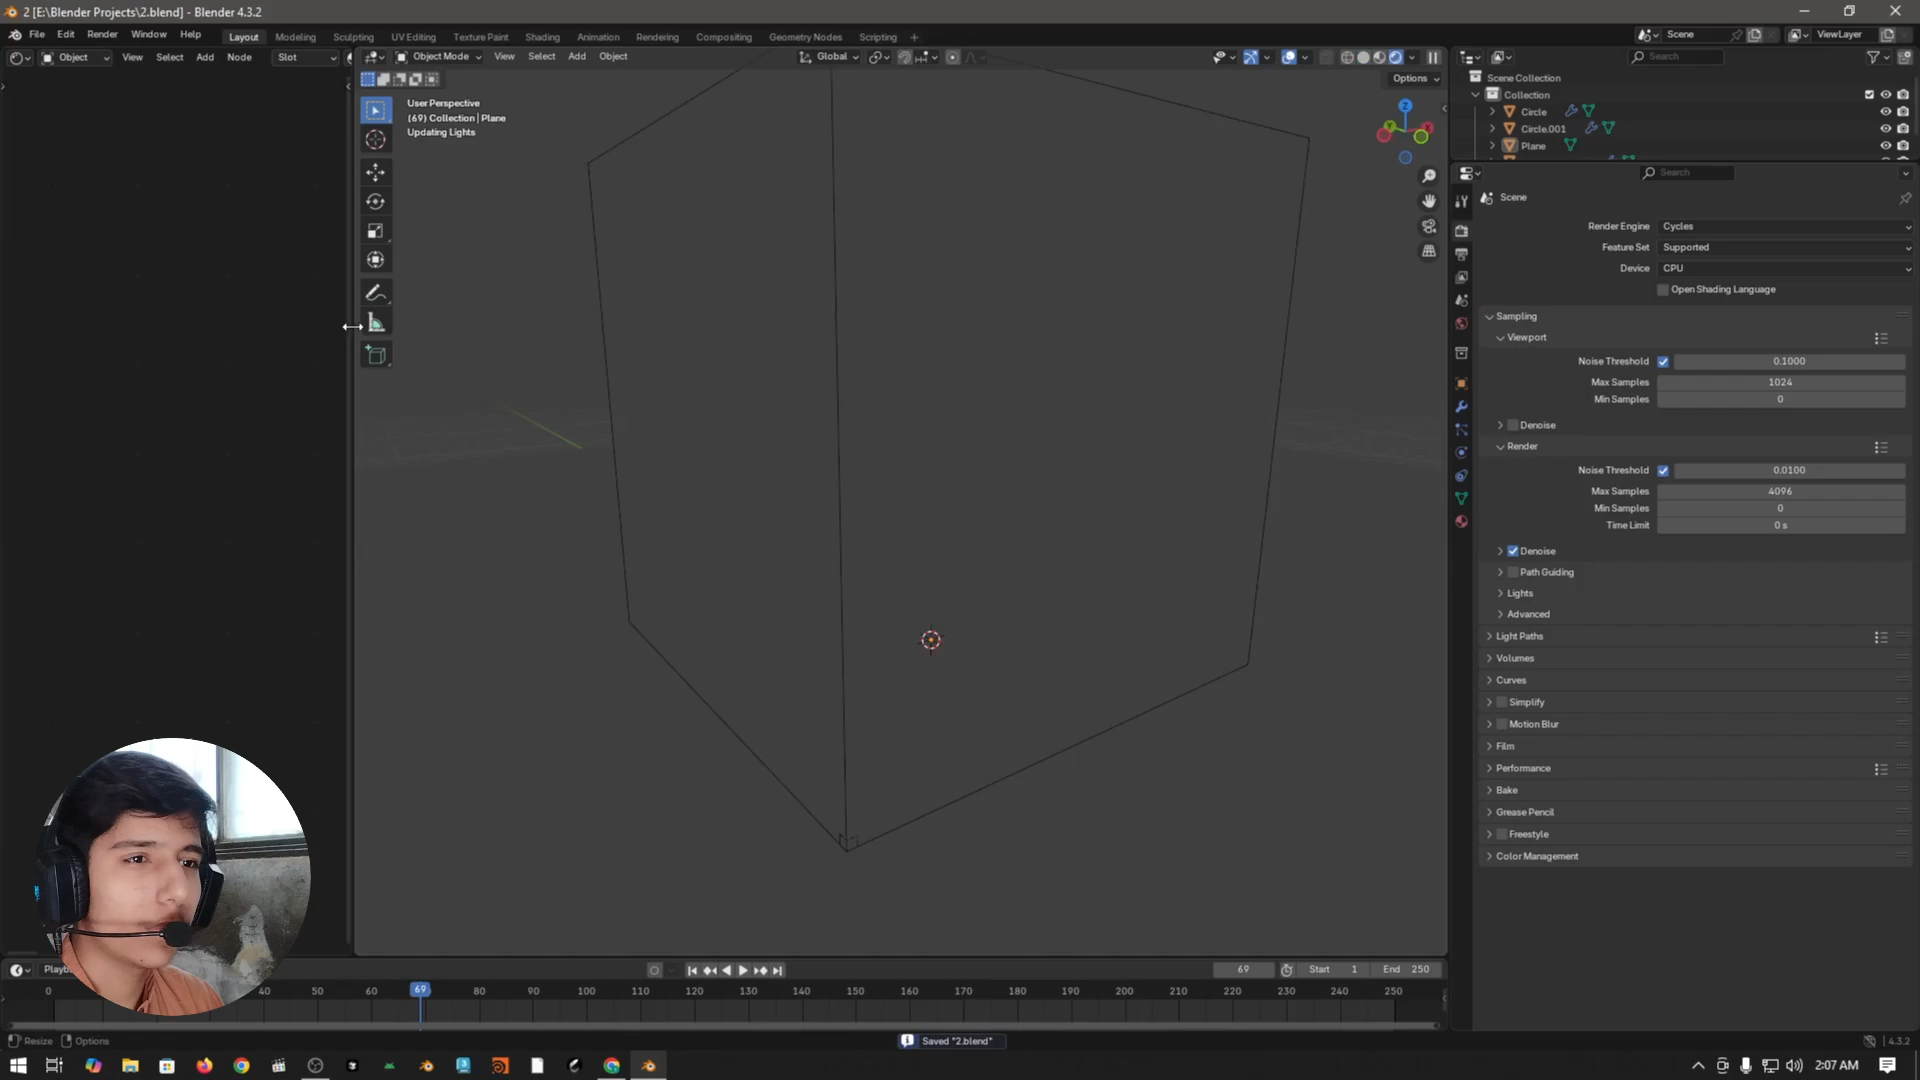 2 [E:\Blender Projects\2.blend] - Blender 4.3.2
File Edit Render Window Help
Layout Modeling Sculpting UV Editing Texture Paint Shading Animation Rendering Compositing Geometry Nodes Scripting +
Scene
ViewLayer
Object View Select Add Node Slot
Object Mode View Select Add Object
Global
Search
Options
User Perspective
(69) Collection | Plane
Updating Lights
Z
Scene Collection
Collection
Circle
Circle.001
Plane
Search
Scene
Render Engine Cycles
Feature Set Supported
Device CPU
Open Shading Language
Sampling
Viewport
Noise Threshold 0.1000
Max Samples 1024
Min Samples 0
Denoise
Render
Noise Threshold 0.0100
Max Samples 4096
Min Samples 0
Time Limit 0 s
Denoise
Path Guiding
Lights
Advanced
Light Paths
Volumes
Curves
Simplify
Motion Blur
Film
Performance
Bake
Grease Pencil
Freestyle
Color Management
69 Start 1 End 250
0 40 50 60 69 80 90 100 110 120 130 140 150 160 170 180 190 200 210 220 230 240 250
Resize Options
Saved "2.blend"
4.3.2
2:07 AM